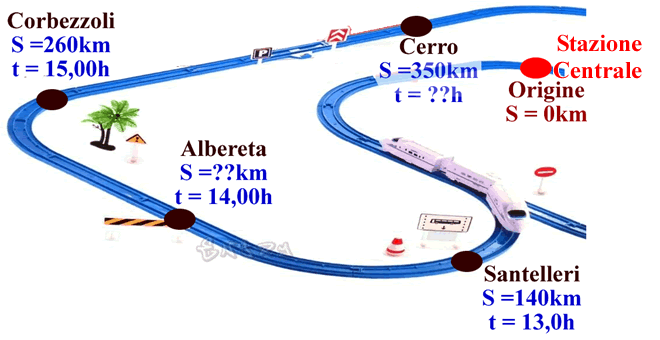 Corbezzoli
S =260km
t = 15,00h
P
Cerro
S =350km
t = ??h
Stazione
Centrale
Origine
S = 0km
Albereta
S =??km
t = 14,00h
Santelleri
S =140km
t = 13,0h